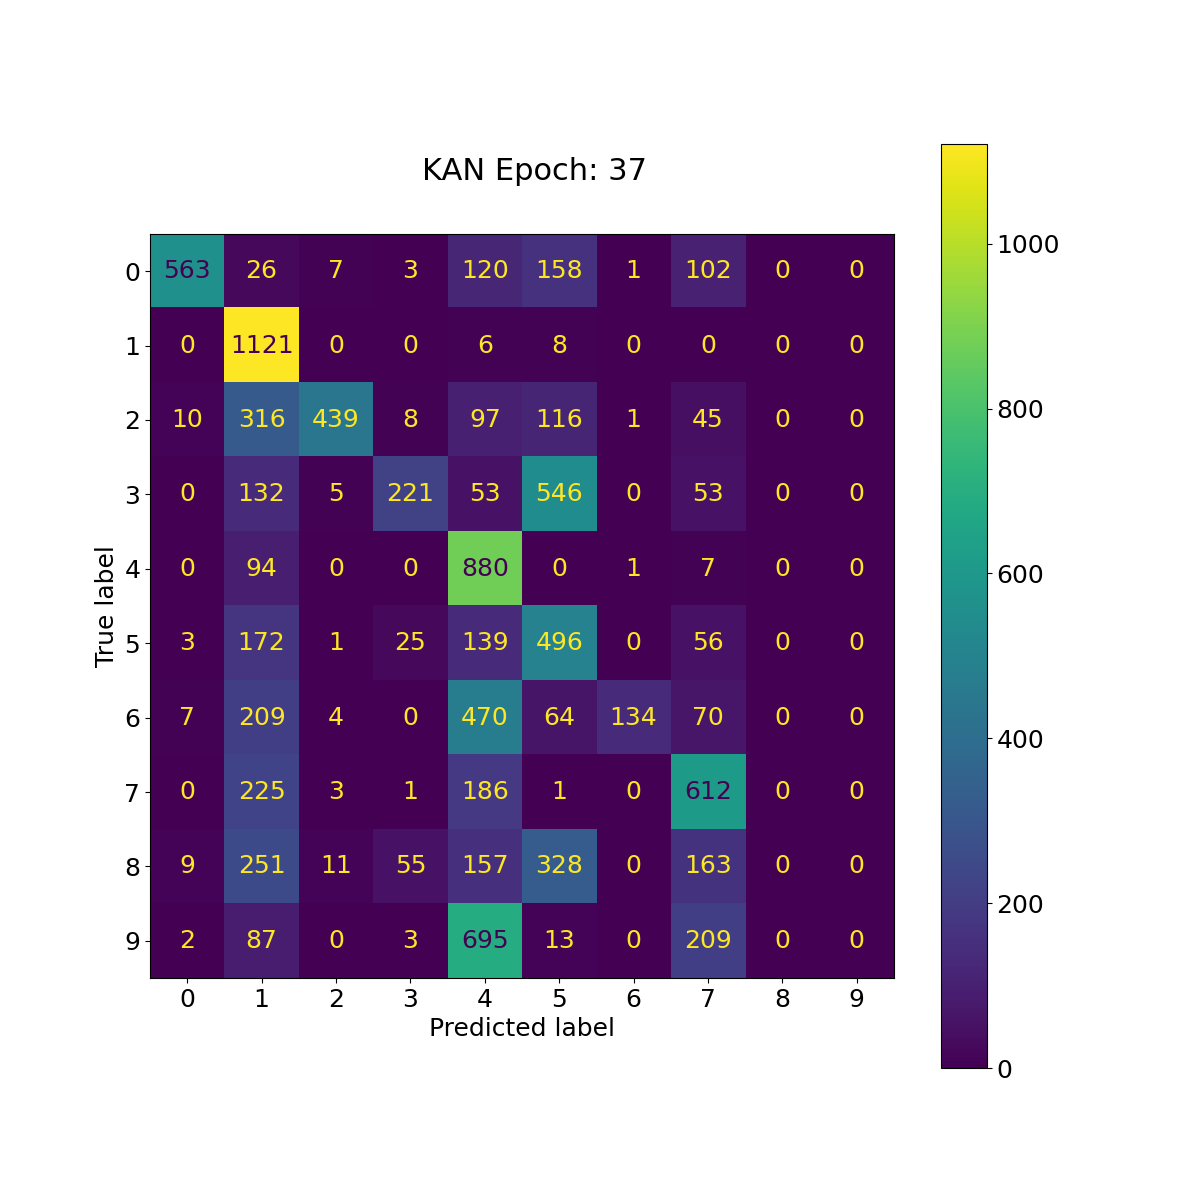 KAN Epoch: 37
0 563 26 7 3 120 158 1 102 0 0
1 0 1121 0 0 6 8 0 0 0 0
2 10 316 439 8 97 116 1 45 0 0
3 0 132 5 221 53 546 0 53 0 0
4 0 94 0 0 880 0 1 7 0 0
5 3 172 1 25 139 496 0 56 0 0
6 7 209 4 0 470 64 134 70 0 0
7 0 225 3 1 186 1 0 612 0 0
8 9 251 11 55 157 328 0 163 0 0
9 2 87 0 3 695 13 0 209 0 0
0 1 2 3 4 5 6 7 8 9
Predicted label
True label
1000
800
600
400
200
0